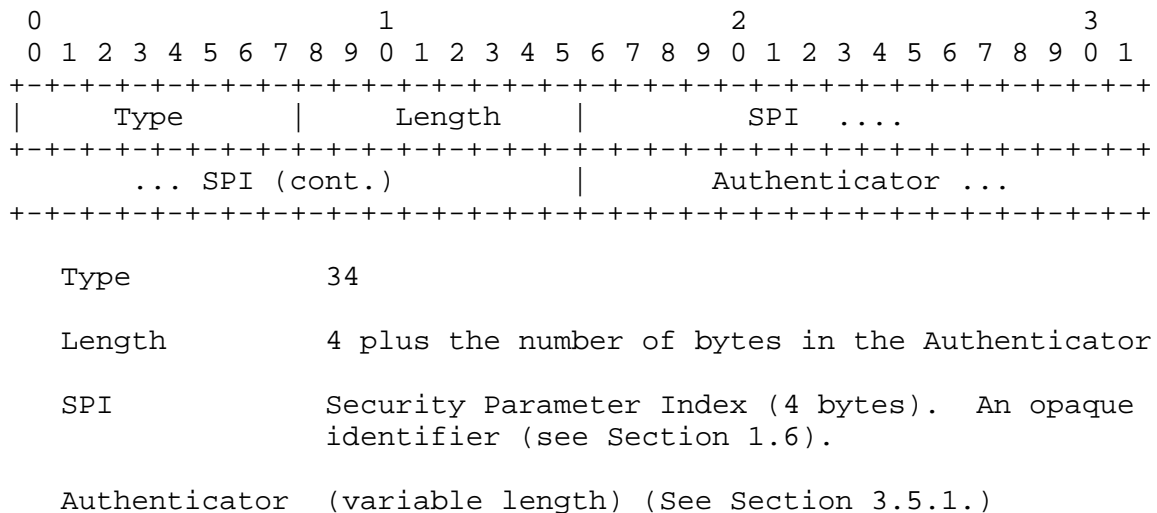 0                   1                   2                   3
 0 1 2 3 4 5 6 7 8 9 0 1 2 3 4 5 6 7 8 9 0 1 2 3 4 5 6 7 8 9 0 1
+-+-+-+-+-+-+-+-+-+-+-+-+-+-+-+-+-+-+-+-+-+-+-+-+-+-+-+-+-+-+-+-+
|     Type      |     Length    |         SPI  ....
+-+-+-+-+-+-+-+-+-+-+-+-+-+-+-+-+-+-+-+-+-+-+-+-+-+-+-+-+-+-+-+-+
       ... SPI (cont.)          |       Authenticator ...
+-+-+-+-+-+-+-+-+-+-+-+-+-+-+-+-+-+-+-+-+-+-+-+-+-+-+-+-+-+-+-+-+
   Type           34
   Length         4 plus the number of bytes in the Authenticator
   SPI            Security Parameter Index (4 bytes).  An opaque
                  identifier (see Section 1.6).
   Authenticator  (variable length) (See Section 3.5.1.)